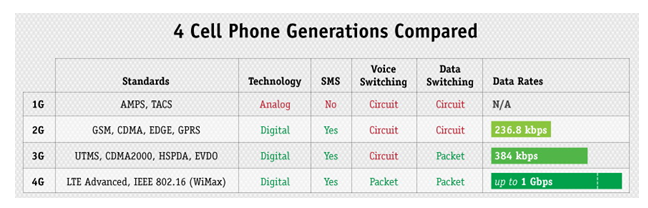 4 Cell Phone Generations Compared
Voice Data
Standards Technology SMS Switching Switching Data Rates
1G AMPS, TACS Analog No Circuit Circuit N/A
2G GSM, CDMA, EDGE, GPRS Digital Yes Circuit Circuit 236.8 kbps
3G UTMS, CDMA2000, HSPDA, EVDO Digital Yes Circuit Packet 384 kbps
4G LTE Advanced, IEEE 802.16 (WiMax) Digital Yes Packet Packet up to 1 Gbps